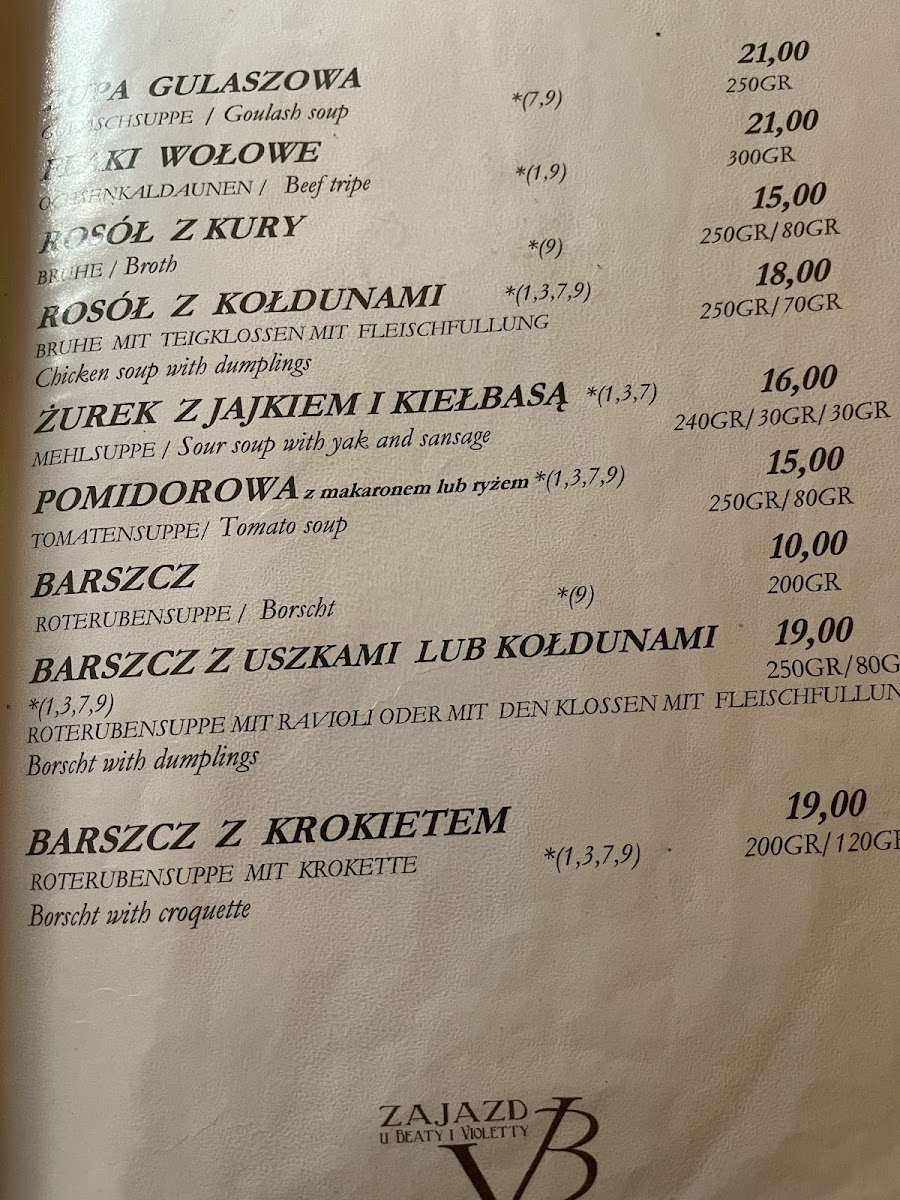 ZUPA GULASZOWA 21,00
GULASCHSUPPE / Goulash soup *(7,9) 250GR
FLAKI WOŁOWE 21,00
OCHSENKALDAUNEN / Beef tripe *(1,9) 300GR
ROSÓŁ Z KURY 15,00
BRUHE / Broth *(9) 250GR/80GR
ROSÓŁ Z KOŁDUNAMI *(1,3,7,9) 18,00
BRUHE MIT TEIGKLOSSEN MIT FLEISCHFULLUNG 250GR/70GR
Chicken soup with dumplings
ŻUREK Z JAJKIEM I KIEŁBASĄ *(1,3,7) 16,00
MEHLSUPPE / Sour soup with yak and sansage 240GR/30GR/30GR
POMIDOROWA z makaronem lub ryżem *(1,3,7,9) 15,00
TOMATENSUPPE/ Tomato soup 250GR/80GR
BARSZCZ 10,00
ROTERUBENSUPPE / Borscht *(9) 200GR
BARSZCZ Z USZKAMI LUB KOŁDUNAMI 19,00
*(1,3,7,9) 250GR/80G
ROTERUBENSUPPE MIT RAVIOLI ODER MIT DEN KLOSSEN MIT FLEISCHFULLUN
Borscht with dumplings
BARSZCZ Z KROKIETEM 19,00
ROTERUBENSUPPE MIT KROKETTE *(1,3,7,9) 200GR/120GR
Borscht with croquette
ZAJAZD
U BEATY I VIOLETTY
VB